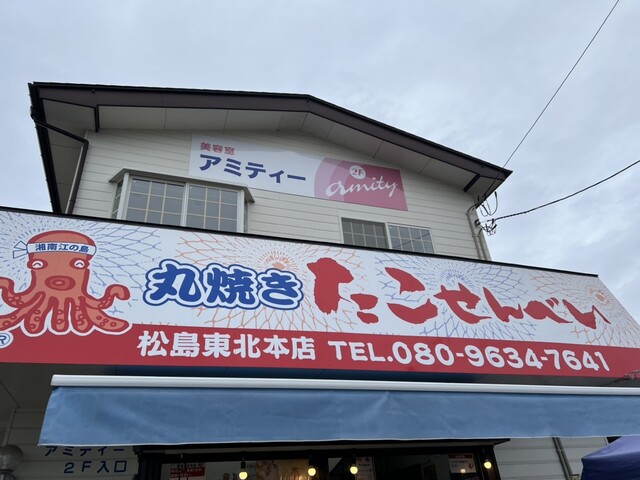 美容室
アミティー
2F
amity
湘南江の島
丸焼き たこせんべい
®
松島東北本店 TEL.080-9634-7641
アミティー
2F入口